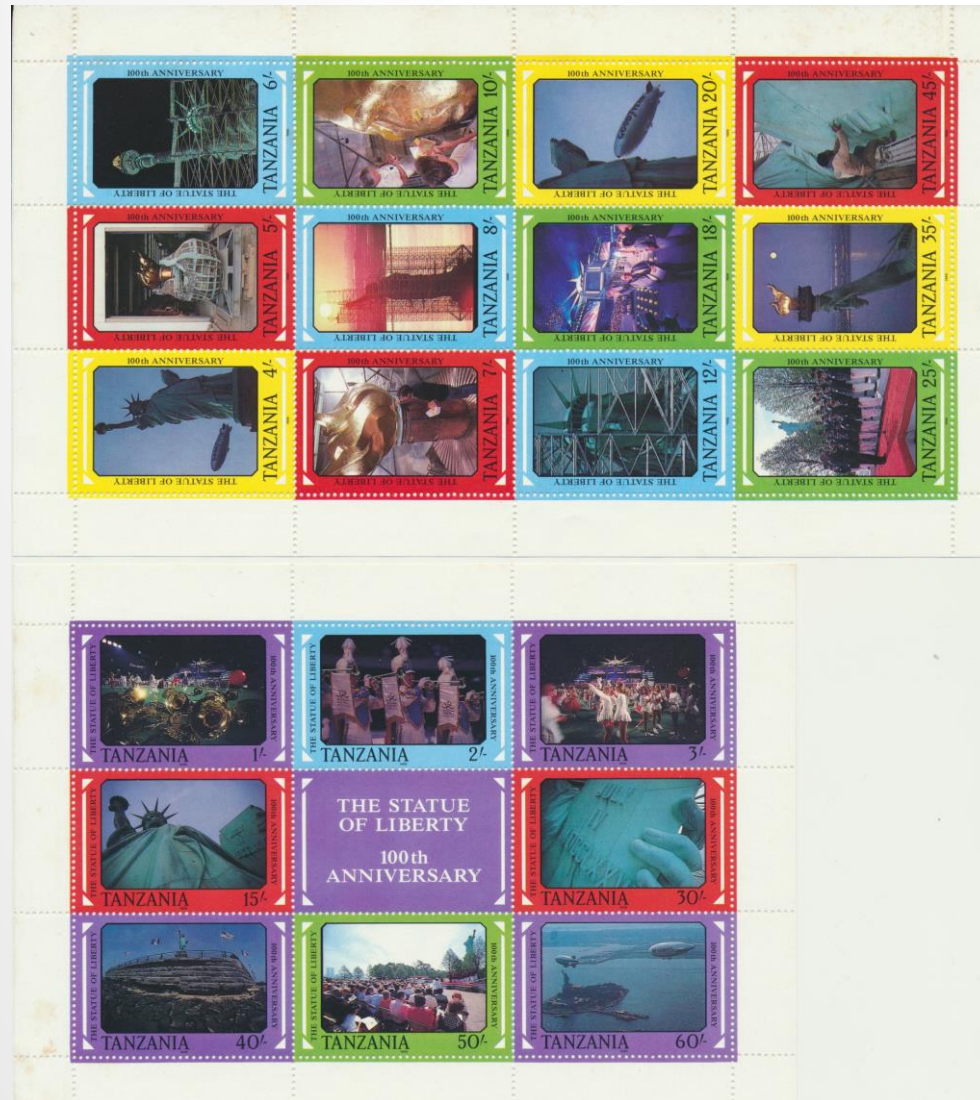 100th ANNIVERSARY
THE STATUE OF LIBERTY
TANZANIA 6/-
100th ANNIVERSARY
THE STATUE OF LIBERTY
TANZANIA 10/-
100th ANNIVERSARY
THE STATUE OF LIBERTY
TANZANIA 20/-
100th ANNIVERSARY
THE STATUE OF LIBERTY
TANZANIA 45/-
100th ANNIVERSARY
THE STATUE OF LIBERTY
TANZANIA 5/-
100th ANNIVERSARY
THE STATUE OF LIBERTY
TANZANIA 8/-
100th ANNIVERSARY
THE STATUE OF LIBERTY
TANZANIA 18/-
100th ANNIVERSARY
THE STATUE OF LIBERTY
TANZANIA 35/-
100th ANNIVERSARY
THE STATUE OF LIBERTY
TANZANIA 4/-
100th ANNIVERSARY
THE STATUE OF LIBERTY
TANZANIA 7/-
100th ANNIVERSARY
THE STATUE OF LIBERTY
TANZANIA 12/-
100th ANNIVERSARY
THE STATUE OF LIBERTY
TANZANIA 25/-
THE STATUE OF LIBERTY
100th ANNIVERSARY
TANZANIA 1/-
THE STATUE OF LIBERTY
100th ANNIVERSARY
TANZANIA 2/-
THE STATUE OF LIBERTY
100th ANNIVERSARY
TANZANIA 3/-
THE STATUE OF LIBERTY
100th ANNIVERSARY
TANZANIA 15/-
THE STATUE
OF LIBERTY
100th
ANNIVERSARY
THE STATUE OF LIBERTY
100th ANNIVERSARY
TANZANIA 30/-
THE STATUE OF LIBERTY
100th ANNIVERSARY
TANZANIA 40/-
THE STATUE OF LIBERTY
100th ANNIVERSARY
TANZANIA 50/-
THE STATUE OF LIBERTY
100th ANNIVERSARY
TANZANIA 60/-